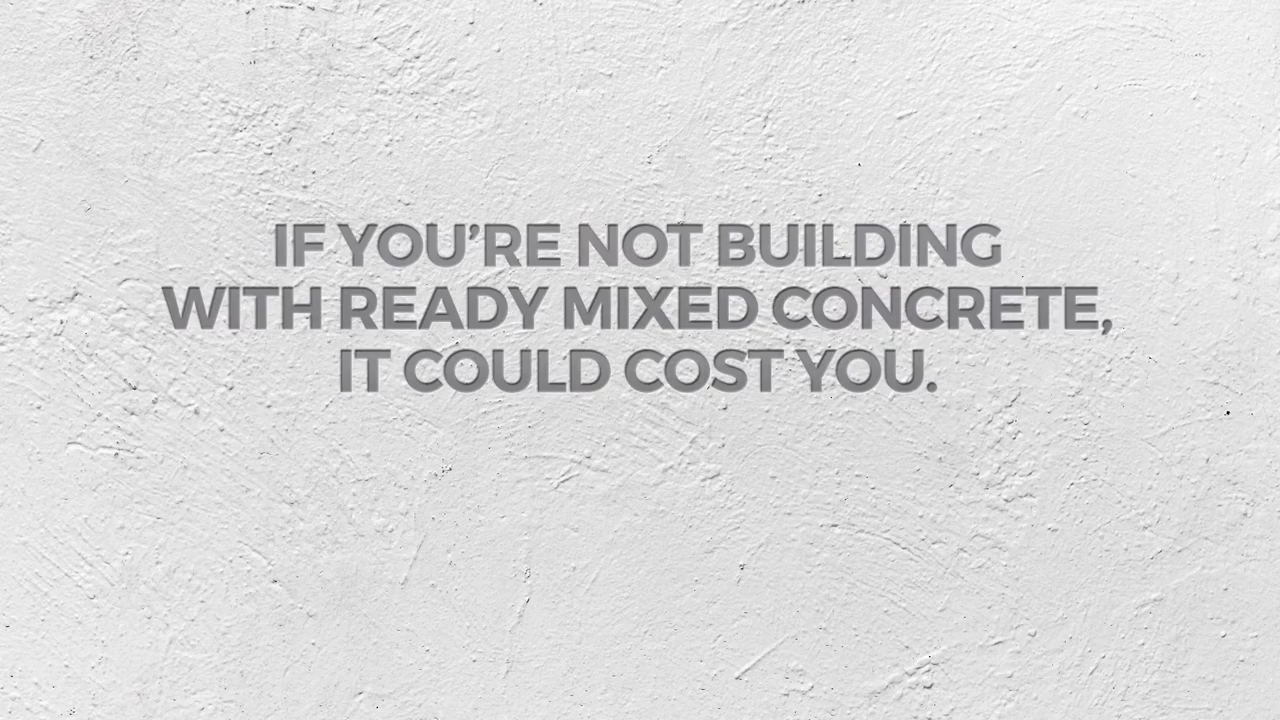 IF YOU’RE NOT BUILDING
WITH READY MIXED CONCRETE,
IT COULD COST YOU.